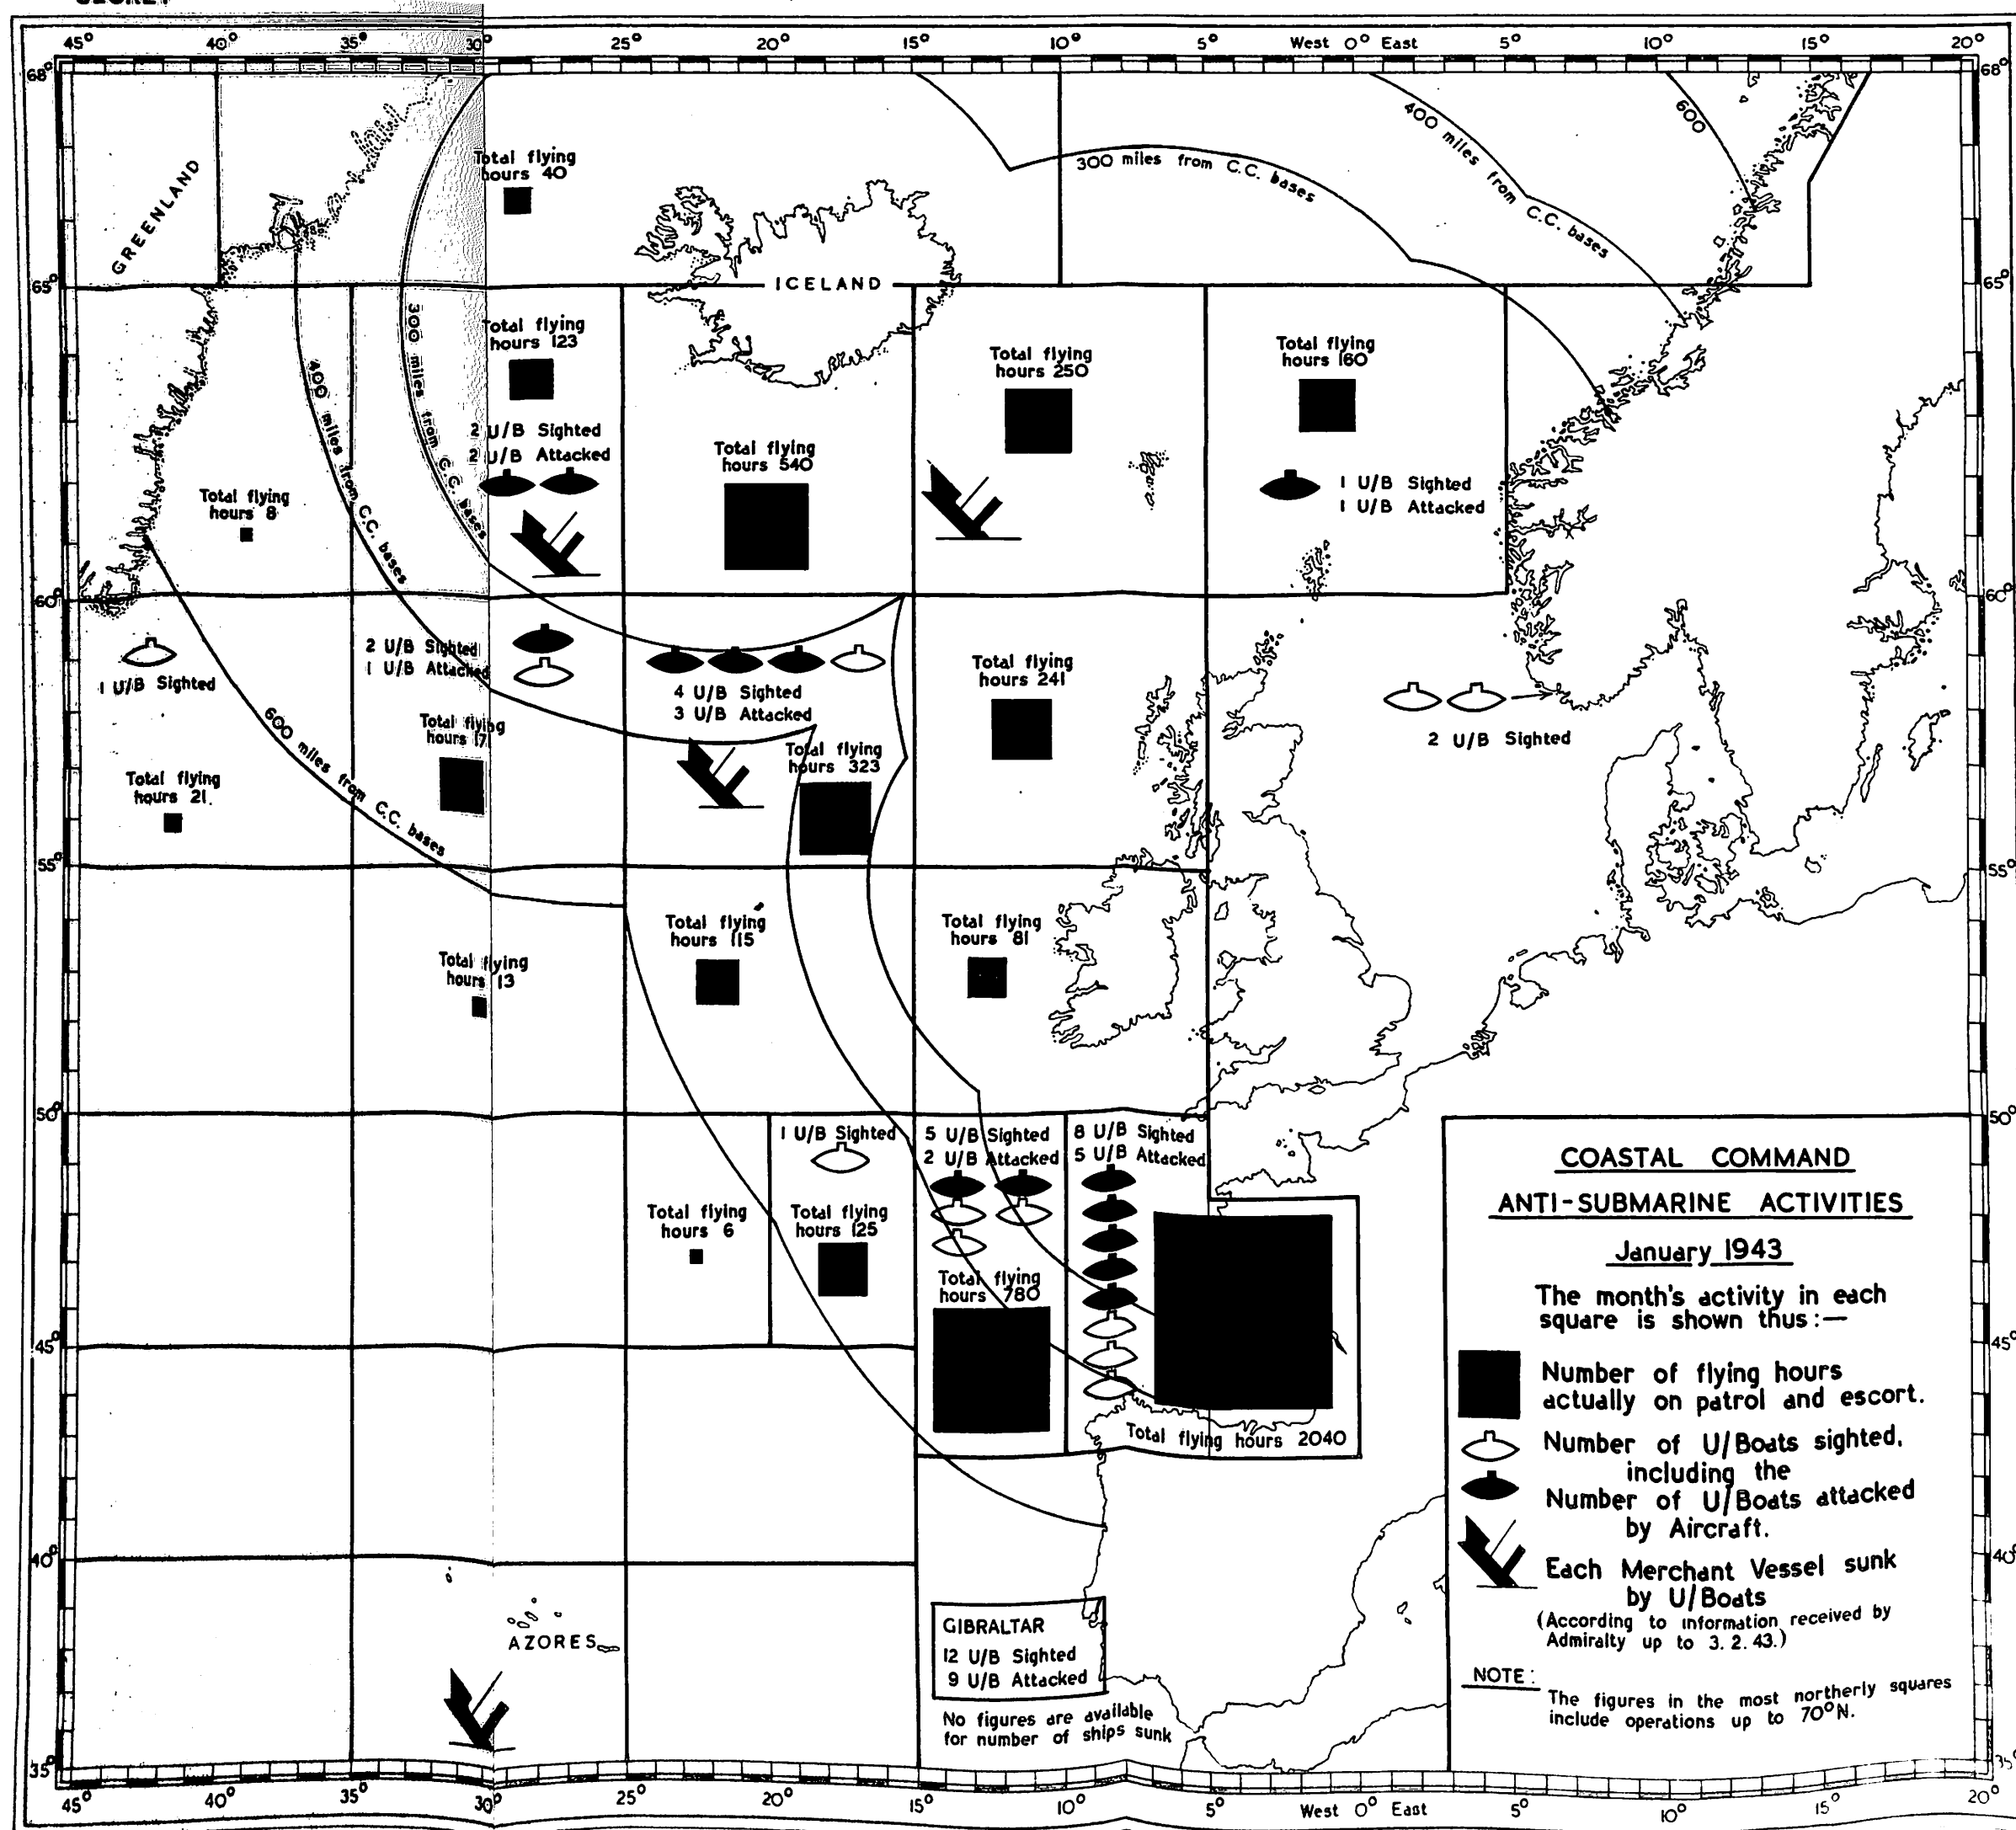 SECRET
45° 40° 35° 30° 25° 20° 15° 10° 5° West 0° East 5° 10° 15° 20°
68° 68°
GREENLAND
Total flying
hours 40
300 miles from C.C. bases
400 miles from C.C. bases
600
65° ICELAND 65°
300 miles from C.C. bases
400 miles from C.C. bases
Total flying
hours 123
2 U/B Sighted
2 U/B Attacked
Total flying
hours 540
Total flying
hours 250
Total flying
hours 160
1 U/B Sighted
1 U/B Attacked
Total flying
hours 8
60° 60°
1 U/B Sighted
2 U/B Sighted
1 U/B Attacked
4 U/B Sighted
3 U/B Attacked
Total flying
hours 241
2 U/B Sighted
600 miles from C.C. bases
Total flying
hours 17
Total flying
hours 323
Total flying
hours 21.
55° 55°
Total flying
hours 115
Total flying
hours 81
Total flying
hours 13
50° 50°
1 U/B Sighted
5 U/B Sighted
2 U/B Attacked
8 U/B Sighted
5 U/B Attacked
Total flying
hours 6
Total flying
hours 125
Total flying
hours 780
Total flying hours 2040
45° 45°
40° 40°
AZORES
GIBRALTAR
12 U/B Sighted
9 U/B Attacked
No figures are available
for number of ships sunk
COASTAL COMMAND
ANTI-SUBMARINE ACTIVITIES
January 1943
The month's activity in each
square is shown thus:—
Number of flying hours
actually on patrol and escort.
Number of U/Boats sighted,
including the
Number of U/Boats attacked
by Aircraft.
Each Merchant Vessel sunk
by U/Boats
(According to information received by
Admiralty up to 3.2.43.)
NOTE:
The figures in the most northerly squares
include operations up to 70°N.
35° 35°
45° 40° 35° 30° 25° 20° 15° 10° 5° West 0° East 5° 10° 15° 20°